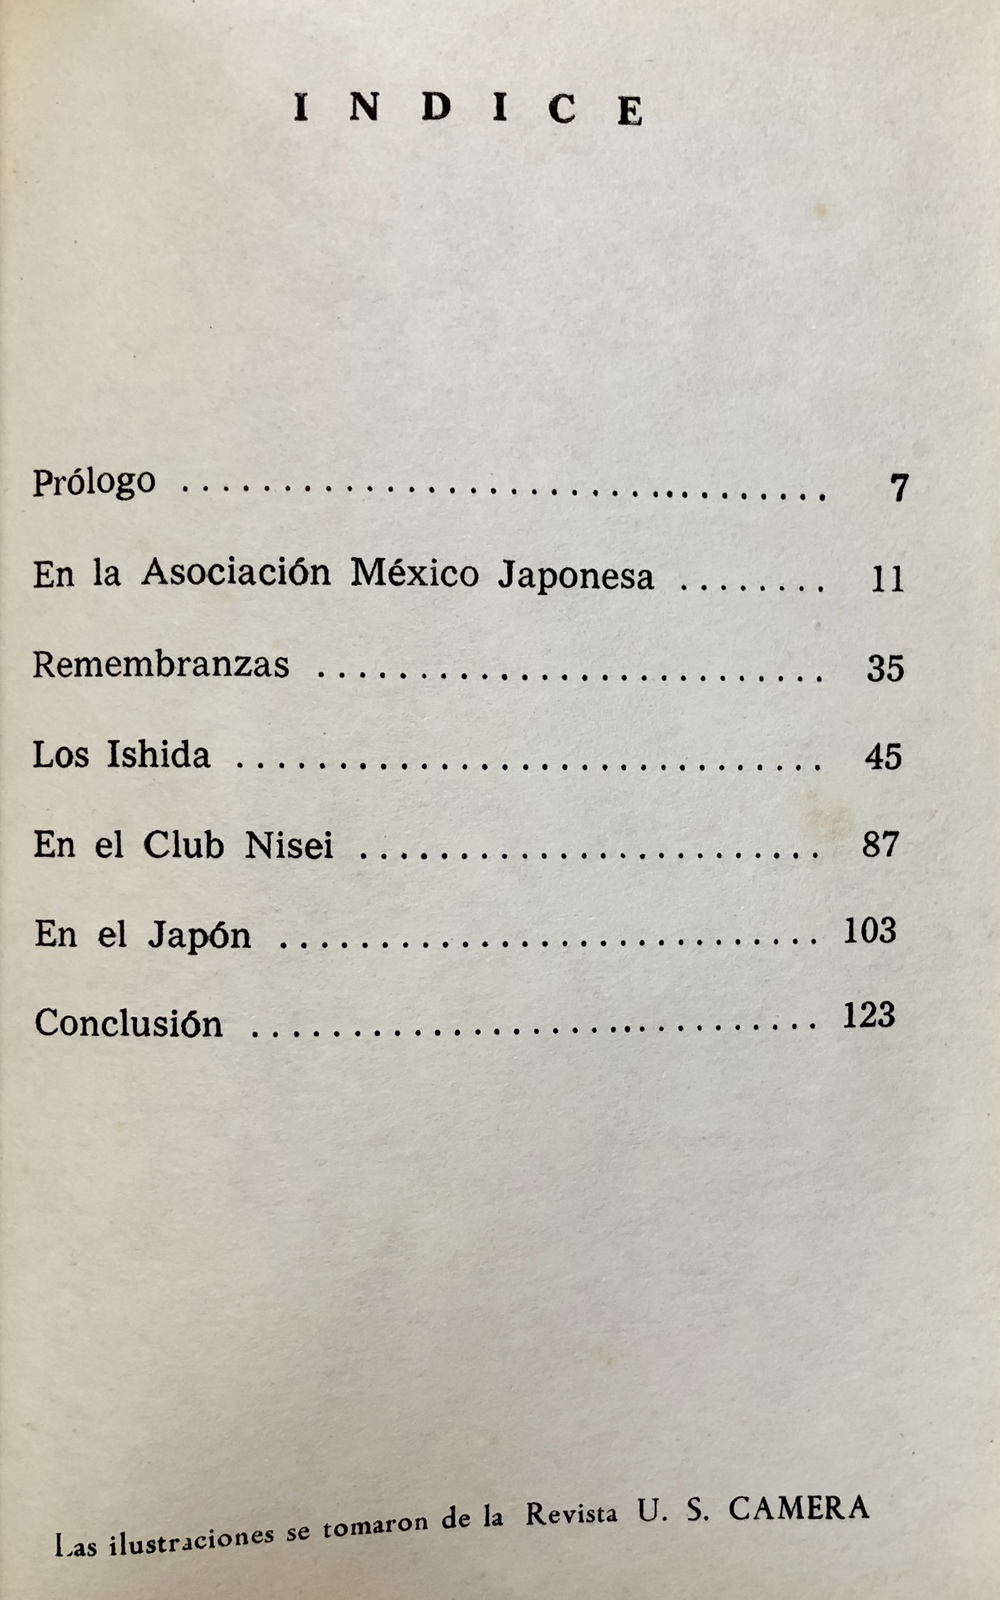 INDICE
Prólogo ................................ 7
En la Asociación México Japonesa ........ 11
Remembranzas .......................... 35
Los Ishida .............................. 45
En el Club Nisei ........................ 87
En el Japón ........................... 103
Conclusión ............................. 123
Las ilustraciones se tomaron de la Revista U. S. CAMERA